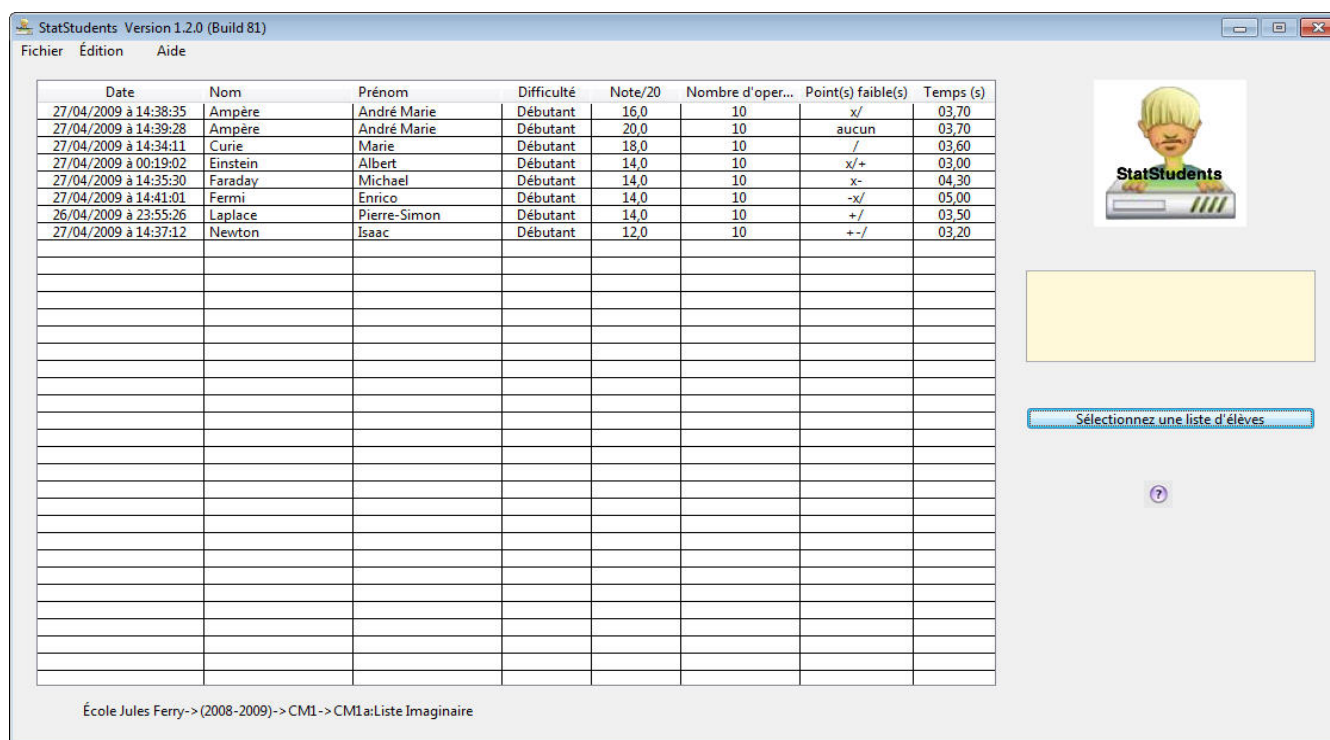 StatStudents Version 1.2.0 (Build 81)
Fichier Édition Aide
Date Nom Prénom Difficulté Note/20 Nombre d'oper... Point(s) faible(s) Temps (s)
27/04/2009 à 14:38:35 Ampère André Marie Débutant 16,0 10 x/ 03,70
27/04/2009 à 14:39:28 Ampère André Marie Débutant 20,0 10 aucun 03,70
27/04/2009 à 14:34:11 Curie Marie Débutant 18,0 10 / 03,60
27/04/2009 à 00:19:02 Einstein Albert Débutant 14,0 10 x/+ 03,00
27/04/2009 à 14:35:30 Faraday Michael Débutant 14,0 10 x- 04,30
27/04/2009 à 14:41:01 Fermi Enrico Débutant 14,0 10 -x/ 05,00
26/04/2009 à 23:55:26 Laplace Pierre-Simon Débutant 14,0 10 +/ 03,50
27/04/2009 à 14:37:12 Newton Isaac Débutant 12,0 10 +-/ 03,20
StatStudents
Sélectionnez une liste d'élèves
?
École Jules Ferry->(2008-2009)->CM1->CM1a:Liste Imaginaire